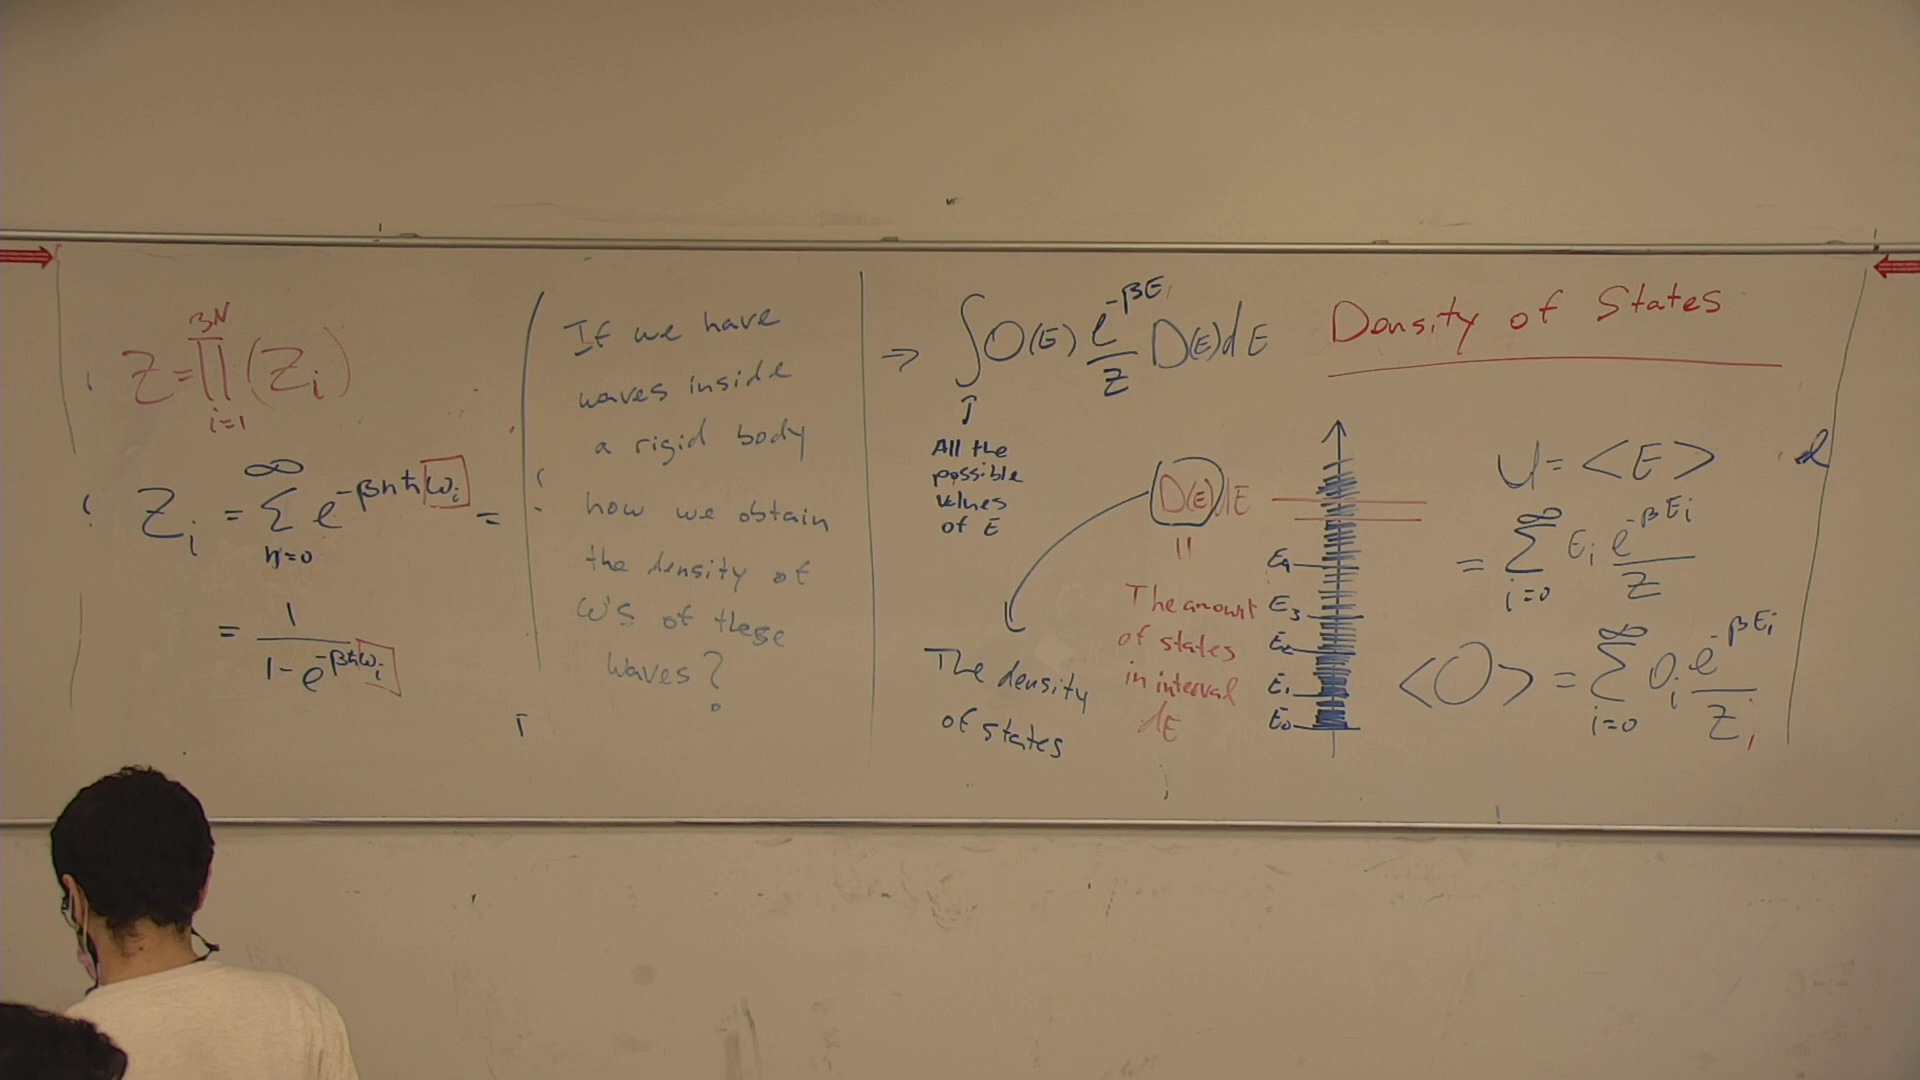 Z = ∏_{i=1}^{3N} (Z_i)
Z_i = Σ_{n=0}^{∞} e^{-βnħω_i} =
= 1 / (1 - e^{-βħω_i})
If we have
waves inside
a rigid body
how we obtain
the density of
ω's of these
waves?
⇒ ∫ O(E) e^{-βE}/Z D(E)dE
All the
possible
values
of E
Density of States
D(E)dE
||
The amount
of states
in interval
dE
The density
of states
E_4
E_3
E_2
E_1
E_0
U = <E>
= Σ_{i=0}^{∞} E_i e^{-βE_i}/Z
<O> = Σ_{i=0}^{∞} O_i e^{-βE_i}/Z